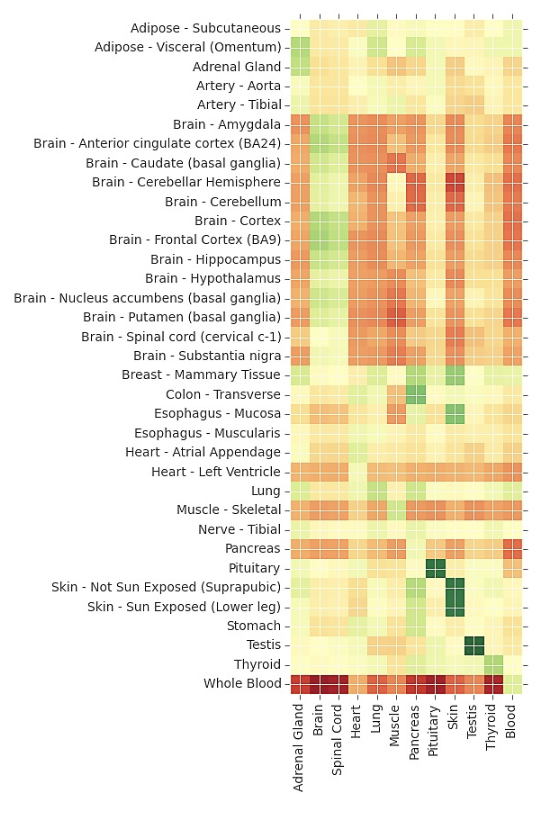 Adipose - Subcutaneous
Adipose - Visceral (Omentum)
Adrenal Gland
Artery - Aorta
Artery - Tibial
Brain - Amygdala
Brain - Anterior cingulate cortex (BA24)
Brain - Caudate (basal ganglia)
Brain - Cerebellar Hemisphere
Brain - Cerebellum
Brain - Cortex
Brain - Frontal Cortex (BA9)
Brain - Hippocampus
Brain - Hypothalamus
Brain - Nucleus accumbens (basal ganglia)
Brain - Putamen (basal ganglia)
Brain - Spinal cord (cervical c-1)
Brain - Substantia nigra
Breast - Mammary Tissue
Colon - Transverse
Esophagus - Mucosa
Esophagus - Muscularis
Heart - Atrial Appendage
Heart - Left Ventricle
Lung
Muscle - Skeletal
Nerve - Tibial
Pancreas
Pituitary
Skin - Not Sun Exposed (Suprapubic)
Skin - Sun Exposed (Lower leg)
Stomach
Testis
Thyroid
Whole Blood
Adrenal Gland
Brain
Spinal Cord
Heart
Lung
Muscle
Pancreas
Pituitary
Skin
Testis
Thyroid
Blood